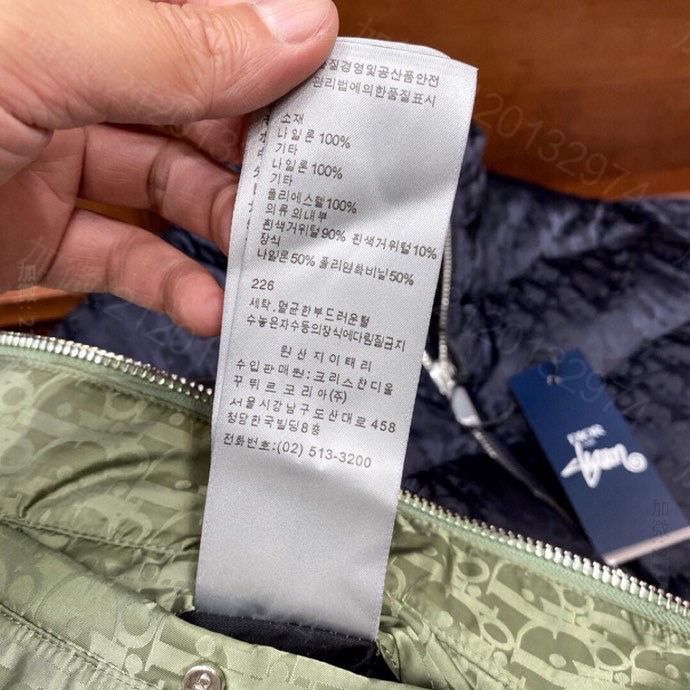 품질경영및공산품안전
관리법에의한품질표시
소재
나일론 100%
기타
나일론 100%
기타
폴리에스텔100%
의류의내부
흰색거위털90% 흰색거위털10%
장식
나일론50% 폴리염화비닐50%
226
세탁.멸균한부드러운털
수놓은자수등의장식에다림질금지
원산지이태리
수입판매원:크리스챤디올
꾸뛰르코리아(주)
서울시강남구도산대로 458
청담한국빌딩8층
전화번호:(02) 513-3200
DIOR
20132974